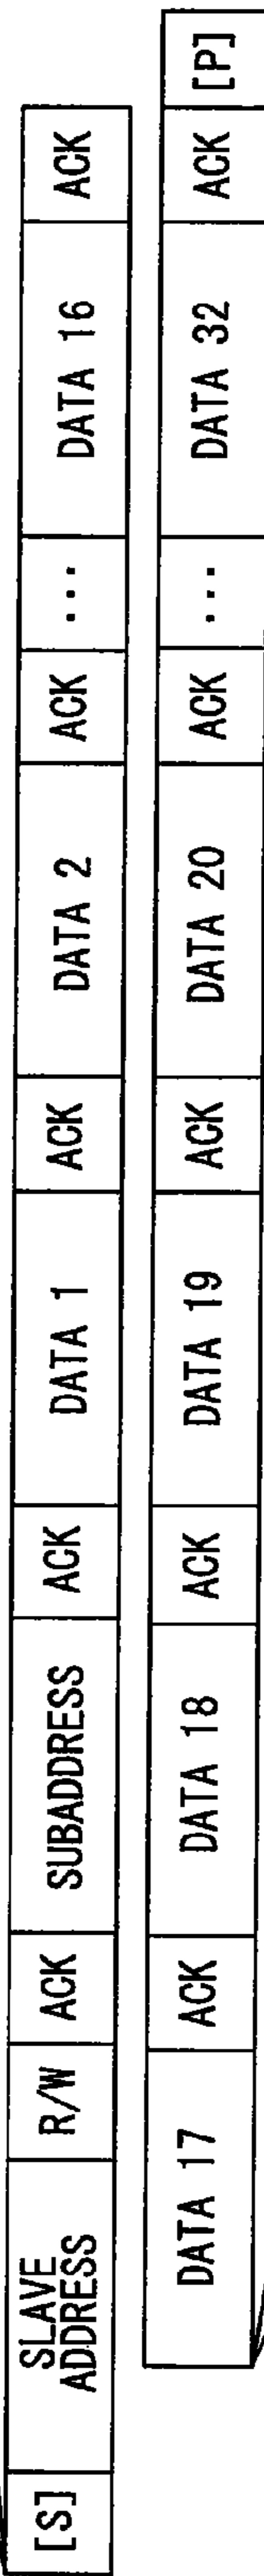 [S] SLAVE ADDRESS R/W ACK SUBADDRESS ACK DATA 1 ACK DATA 2 ACK ... DATA 16 ACK
DATA 17 ACK DATA 18 ACK DATA 19 ACK DATA 20 ACK ... DATA 32 ACK [P]